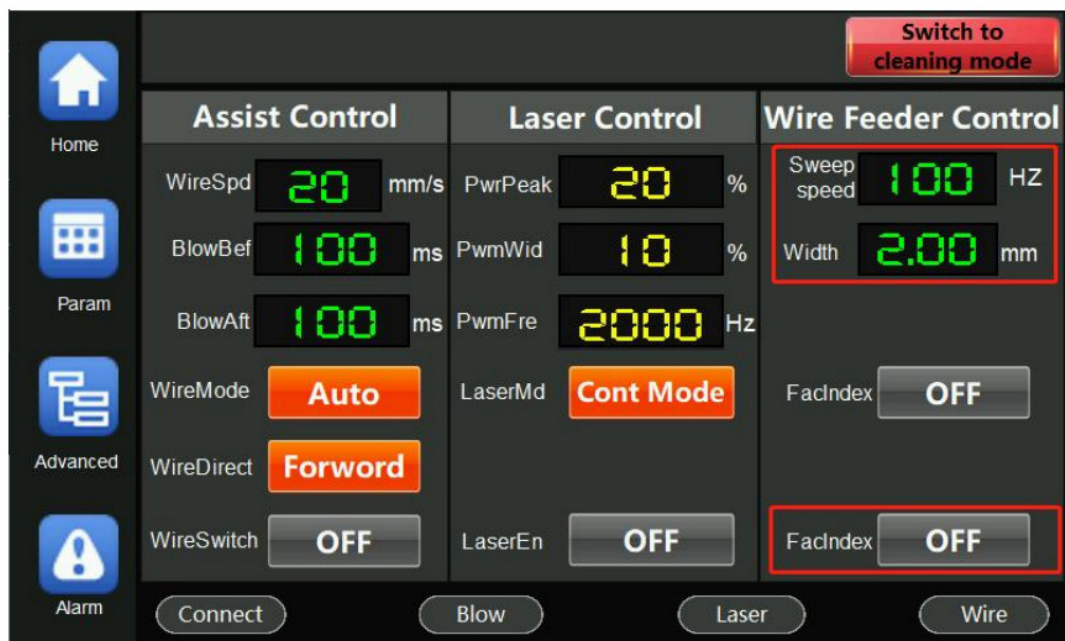 Switch to
cleaning mode
Home
Param
Advanced
Alarm
Assist Control
WireSpd 20 mm/s
BlowBef 100 ms
BlowAft 100 ms
WireMode Auto
WireDirect Forword
WireSwitch OFF
Laser Control
PwrPeak 20 %
PwmWid 10 %
PwmFre 2000 Hz
LaserMd Cont Mode
LaserEn OFF
Wire Feeder Control
Sweep
speed 100 HZ
Width 2.00 mm
FacIndex OFF
FacIndex OFF
Connect Blow Laser Wire